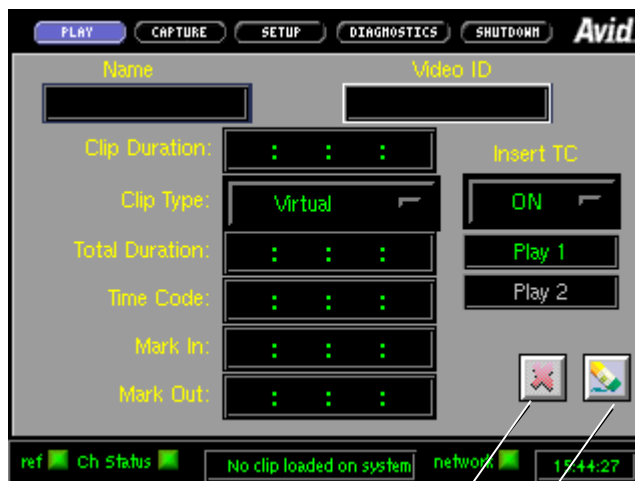 PLAY CAPTURE SETUP DIAGNOSTICS SHUTDOWN Avid
Name Video ID
Clip Duration: : : : Insert TC
Clip Type: Virtual ON
Total Duration: : : : Play 1
Time Code: : : : Play 2
Mark In: : : :
Mark Out: : : :
ref Ch Status No clip loaded on system network 15:44:27